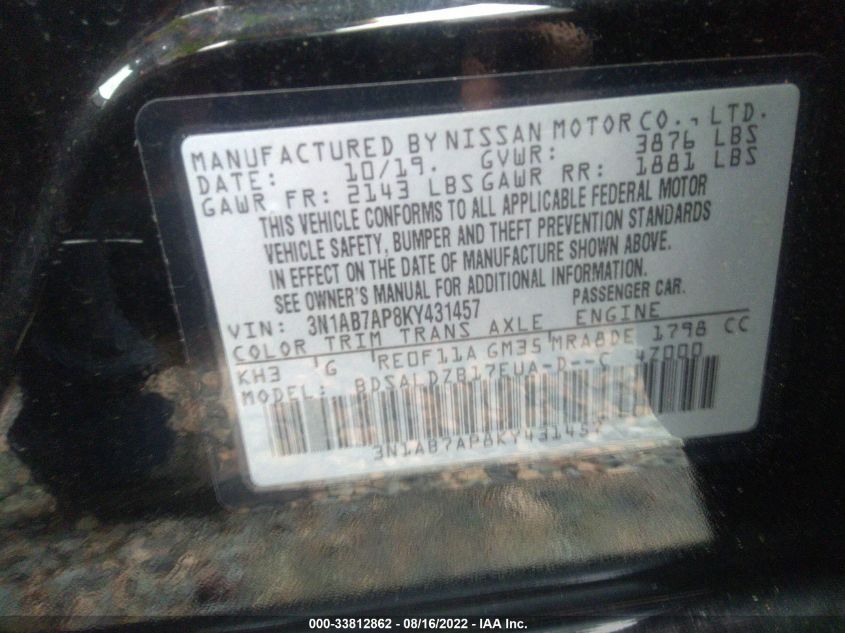 MANUFACTURED BY NISSAN MOTOR CO., LTD.
DATE: 10/19. GVWR: 3876 LBS
GAWR FR: 2143 LBS GAWR RR: 1881 LBS
THIS VEHICLE CONFORMS TO ALL APPLICABLE FEDERAL MOTOR
VEHICLE SAFETY, BUMPER AND THEFT PREVENTION STANDARDS
IN EFFECT ON THE DATE OF MANUFACTURE SHOWN ABOVE.
SEE OWNER'S MANUAL FOR ADDITIONAL INFORMATION.
VIN: 3N1AB7AP8KY431457 PASSENGER CAR.
COLOR TRIM TRANS AXLE ENGINE
KH3 G RE0F11A GM35 MRA8DE 1798 CC
MODEL: BDSALDZB17EUA-D--C 4Z000
3N1AB7AP8KY431457
000-33812862 - 08/16/2022 - IAA Inc.